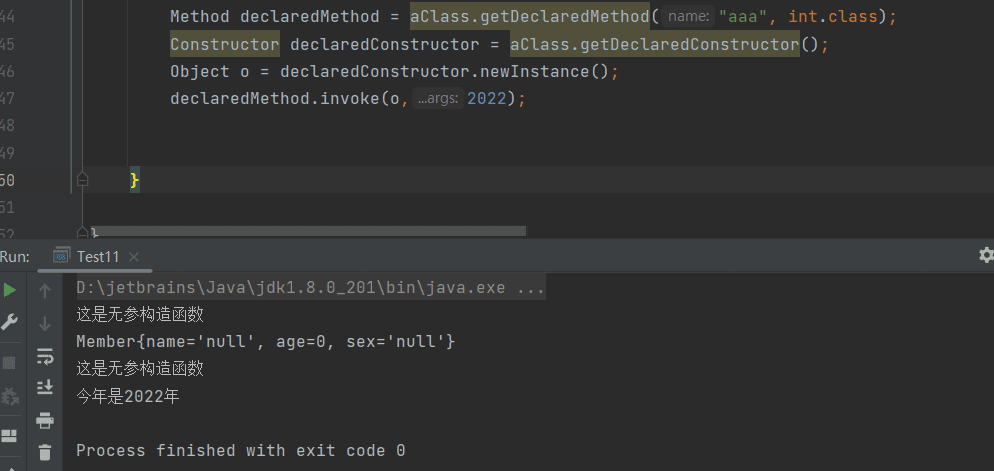 44 Method declaredMethod = aClass.getDeclaredMethod( name: "aaa", int.class);
45 Constructor declaredConstructor = aClass.getDeclaredConstructor();
46 Object o = declaredConstructor.newInstance();
47 declaredMethod.invoke(o, ...args: 2022);
48
49
50 }
51
52 }
Run: Test11 ×
D:\jetbrains\Java\jdk1.8.0_201\bin\java.exe ...
这是无参构造函数
Member{name='null', age=0, sex='null'}
这是无参构造函数
今年是2022年
Process finished with exit code 0